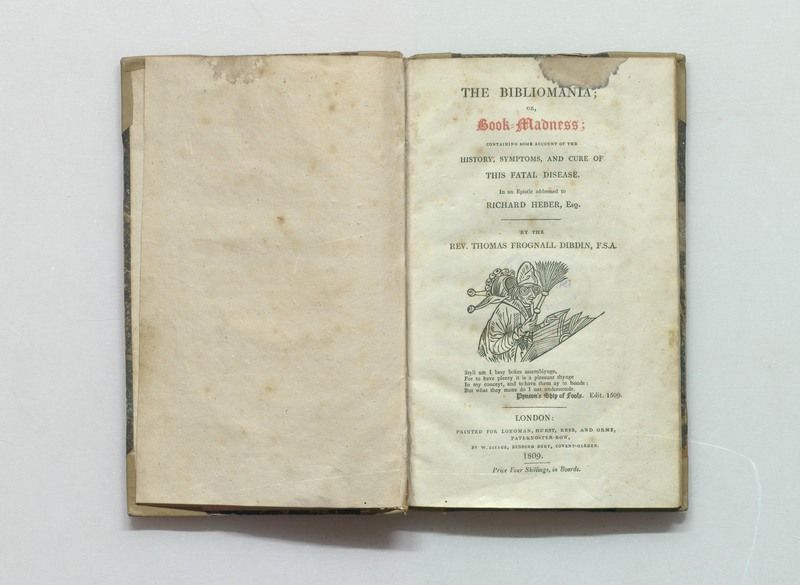 THE BIBLIOMANIA;
OR,
Book-Madness;
CONTAINING SOME ACCOUNT OF THE
HISTORY, SYMPTOMS, AND CURE OF
THIS FATAL DISEASE.
In an Epistle addressed to
RICHARD HEBER, Esq.
BY THE
REV. THOMAS FROGNALL DIBDIN, F.S.A.
Styll am I besy bokes assemblynge,
For to have plenty it is a pleasaunt thynge
In my conceyt, and to have them ay in honde:
But what they mene do I not understonde.
Pynson's Ship of Fools. Edit. 1509.
LONDON:
PRINTED FOR LONGMAN, HURST, REES, AND ORME,
PATERNOSTER-ROW,
BY W. SAVAGE, BEDFORD BURY, COVENT-GARDEN.
1809.
Price Four Shillings, in Boards.